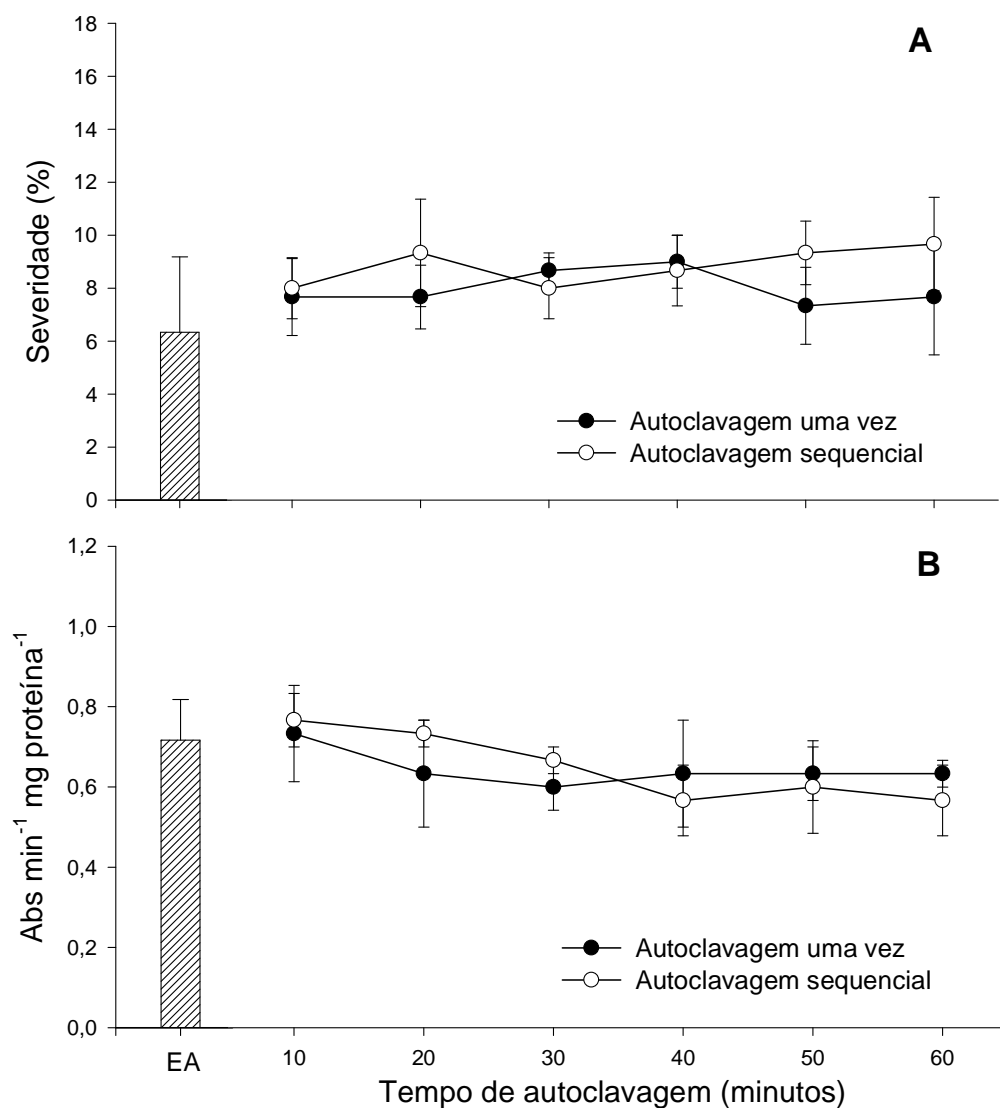 A
Severidade (%)
18
16
14
12
10
8
6
4
2
0
Autoclavagem uma vez
Autoclavagem sequencial
B
Abs min⁻¹ mg proteína⁻¹
1,2
1,0
0,8
0,6
0,4
0,2
0,0
Autoclavagem uma vez
Autoclavagem sequencial
EA 10 20 30 40 50 60
Tempo de autoclavagem (minutos)